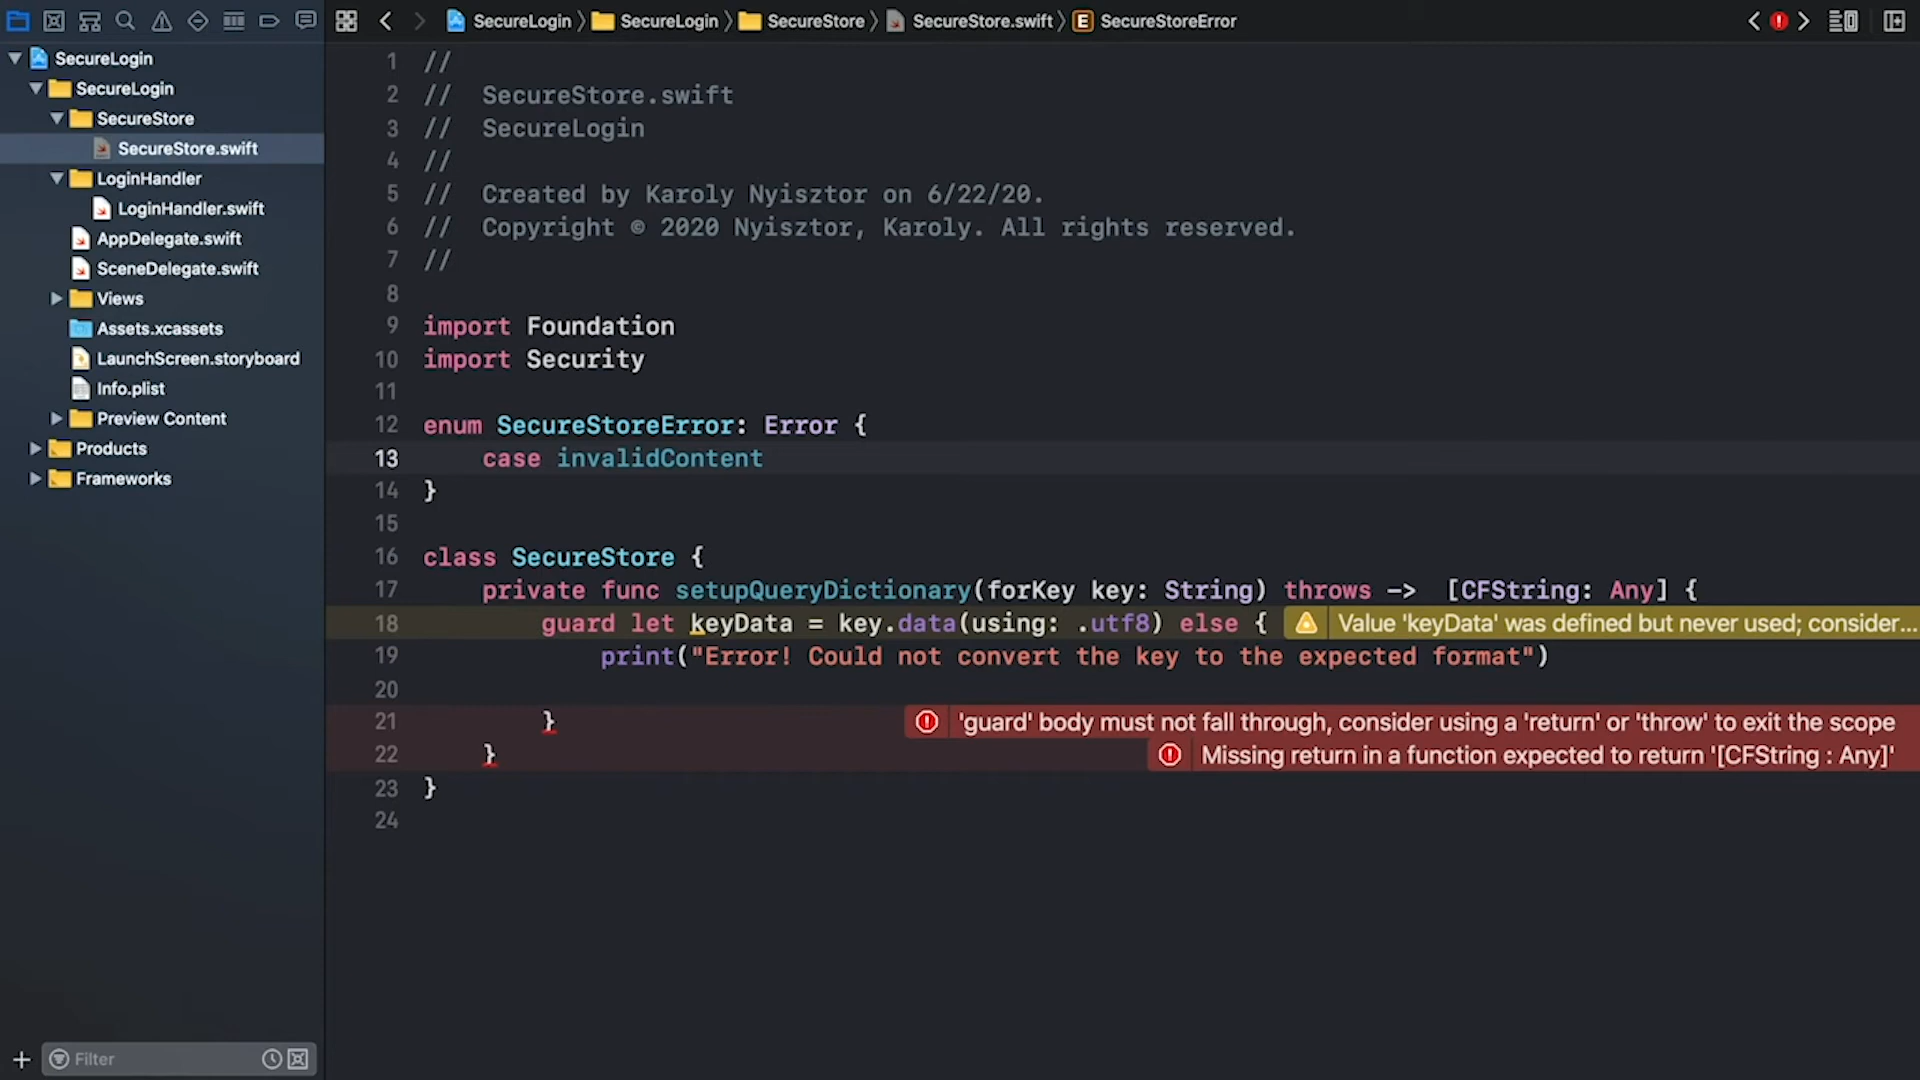 SecureLogin
SecureLogin
SecureStore
SecureStore.swift
SecureStoreError
SecureLogin
SecureLogin
SecureStore
SecureStore.swift
LoginHandler
LoginHandler.swift
AppDelegate.swift
SceneDelegate.swift
Views
Assets.xcassets
LaunchScreen.storyboard
Info.plist
Preview Content
Products
Frameworks
Filter
1 //
2 //  SecureStore.swift
3 //  SecureLogin
4 //
5 //  Created by Karoly Nyisztor on 6/22/20.
6 //  Copyright © 2020 Nyisztor, Karoly. All rights reserved.
7 //
8
9 import Foundation
10 import Security
11
12 enum SecureStoreError: Error {
13     case invalidContent
14 }
15
16 class SecureStore {
17     private func setupQueryDictionary(forKey key: String) throws ->  [CFString: Any] {
18         guard let keyData = key.data(using: .utf8) else { Value 'keyData' was defined but never used; consider...
19             print("Error! Could not convert the key to the expected format")
20
21         } 'guard' body must not fall through, consider using a 'return' or 'throw' to exit the scope
22     } Missing return in a function expected to return '[CFString : Any]'
23 }
24